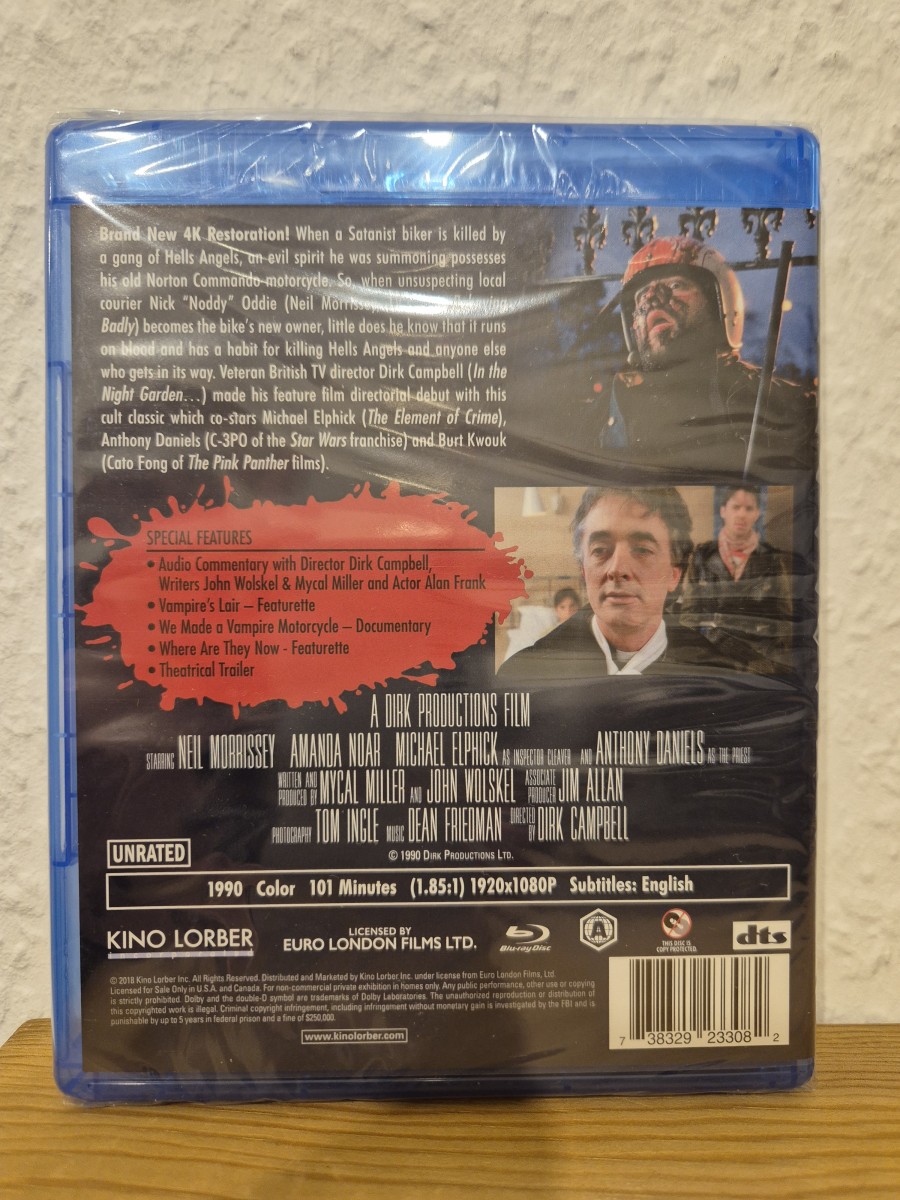 Brand New 4K Restoration! When a Satanist biker is killed by
a gang of Hells Angels, an evil spirit he was summoning possesses
his old Norton Commando motorcycle. So, when unsuspecting local
courier Nick "Noddy" Oddie (Neil Morrissey,
Badly) becomes the bike's new owner, little does he know that it runs
on blood and has a habit for killing Hells Angels and anyone else
who gets in its way. Veteran British TV director Dirk Campbell (In the
Night Garden...) made his feature film directorial debut with this
cult classic which co-stars Michael Elphick (The Element of Crime),
Anthony Daniels (C-3PO of the Star Wars franchise) and Burt Kwouk
(Cato Fong of The Pink Panther films).
SPECIAL FEATURES
• Audio Commentary with Director Dirk Campbell,
Writers John Wolskel & Mycal Miller and Actor Alan Frank
• Vampire's Lair – Featurette
• We Made a Vampire Motorcycle – Documentary
• Where Are They Now - Featurette
• Theatrical Trailer
A DIRK PRODUCTIONS FILM
STARRING NEIL MORRISSEY AMANDA NOAR MICHAEL ELPHICK AS INSPECTOR CLEAVER AND ANTHONY DANIELS AS THE PRIEST
WRITTEN AND PRODUCED BY MYCAL MILLER AND JOHN WOLSKEL ASSOCIATE PRODUCER JIM ALLAN
PHOTOGRAPHY TOM INGLE MUSIC DEAN FRIEDMAN DIRECTED BY DIRK CAMPBELL
© 1990 DIRK PRODUCTIONS LTD.
UNRATED
1990 Color 101 Minutes (1.85:1) 1920x1080P Subtitles: English
KINO LORBER
LICENSED BY
EURO LONDON FILMS LTD.
Blu-ray Disc
A
THIS DISC IS
COPY PROTECTED.
dts
© 2018 Kino Lorber Inc. All Rights Reserved. Distributed and Marketed by Kino Lorber Inc. under license from Euro London Films, Ltd.
Licensed for Sale Only in U.S.A. and Canada. For non-commercial private exhibition in homes only. Any public performance, other use or copying
is strictly prohibited. Dolby and the double-D symbol are trademarks of Dolby Laboratories. The unauthorized reproduction or distribution of
this copyrighted work is illegal. Criminal copyright infringement, including infringement without monetary gain is investigated by the FBI and is
punishable by up to 5 years in federal prison and a fine of $250,000.
www.kinolorber.com
7 38329 23308 2